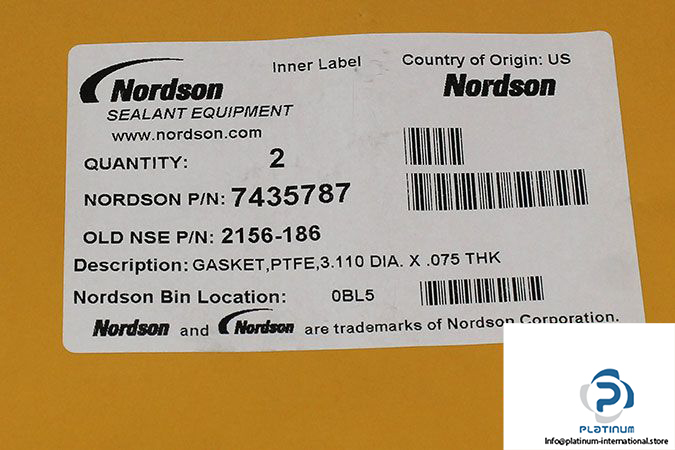 Nordson
SEALANT EQUIPMENT
www.nordson.com
Inner Label
Country of Origin: US
Nordson
QUANTITY: 2
NORDSON P/N: 7435787
OLD NSE P/N: 2156-186
Description: GASKET,PTFE,3.110 DIA. X .075 THK
Nordson Bin Location: 0BL5
Nordson and Nordson are trademarks of Nordson Corporation.
P
PLATINUM
Info@platinum-international.store